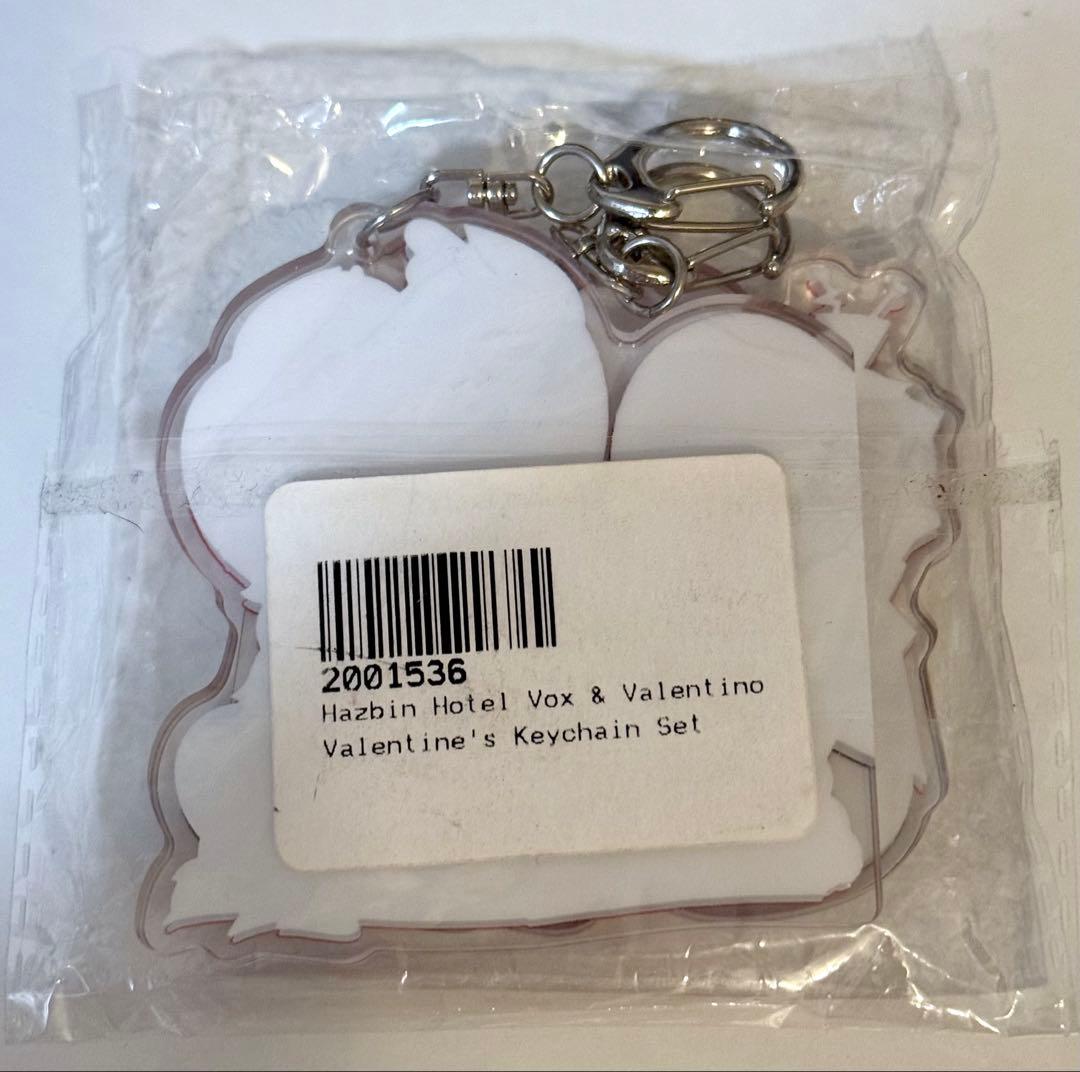 2001536
Hazbin Hotel Vox & Valentino
Valentine's Keychain Set